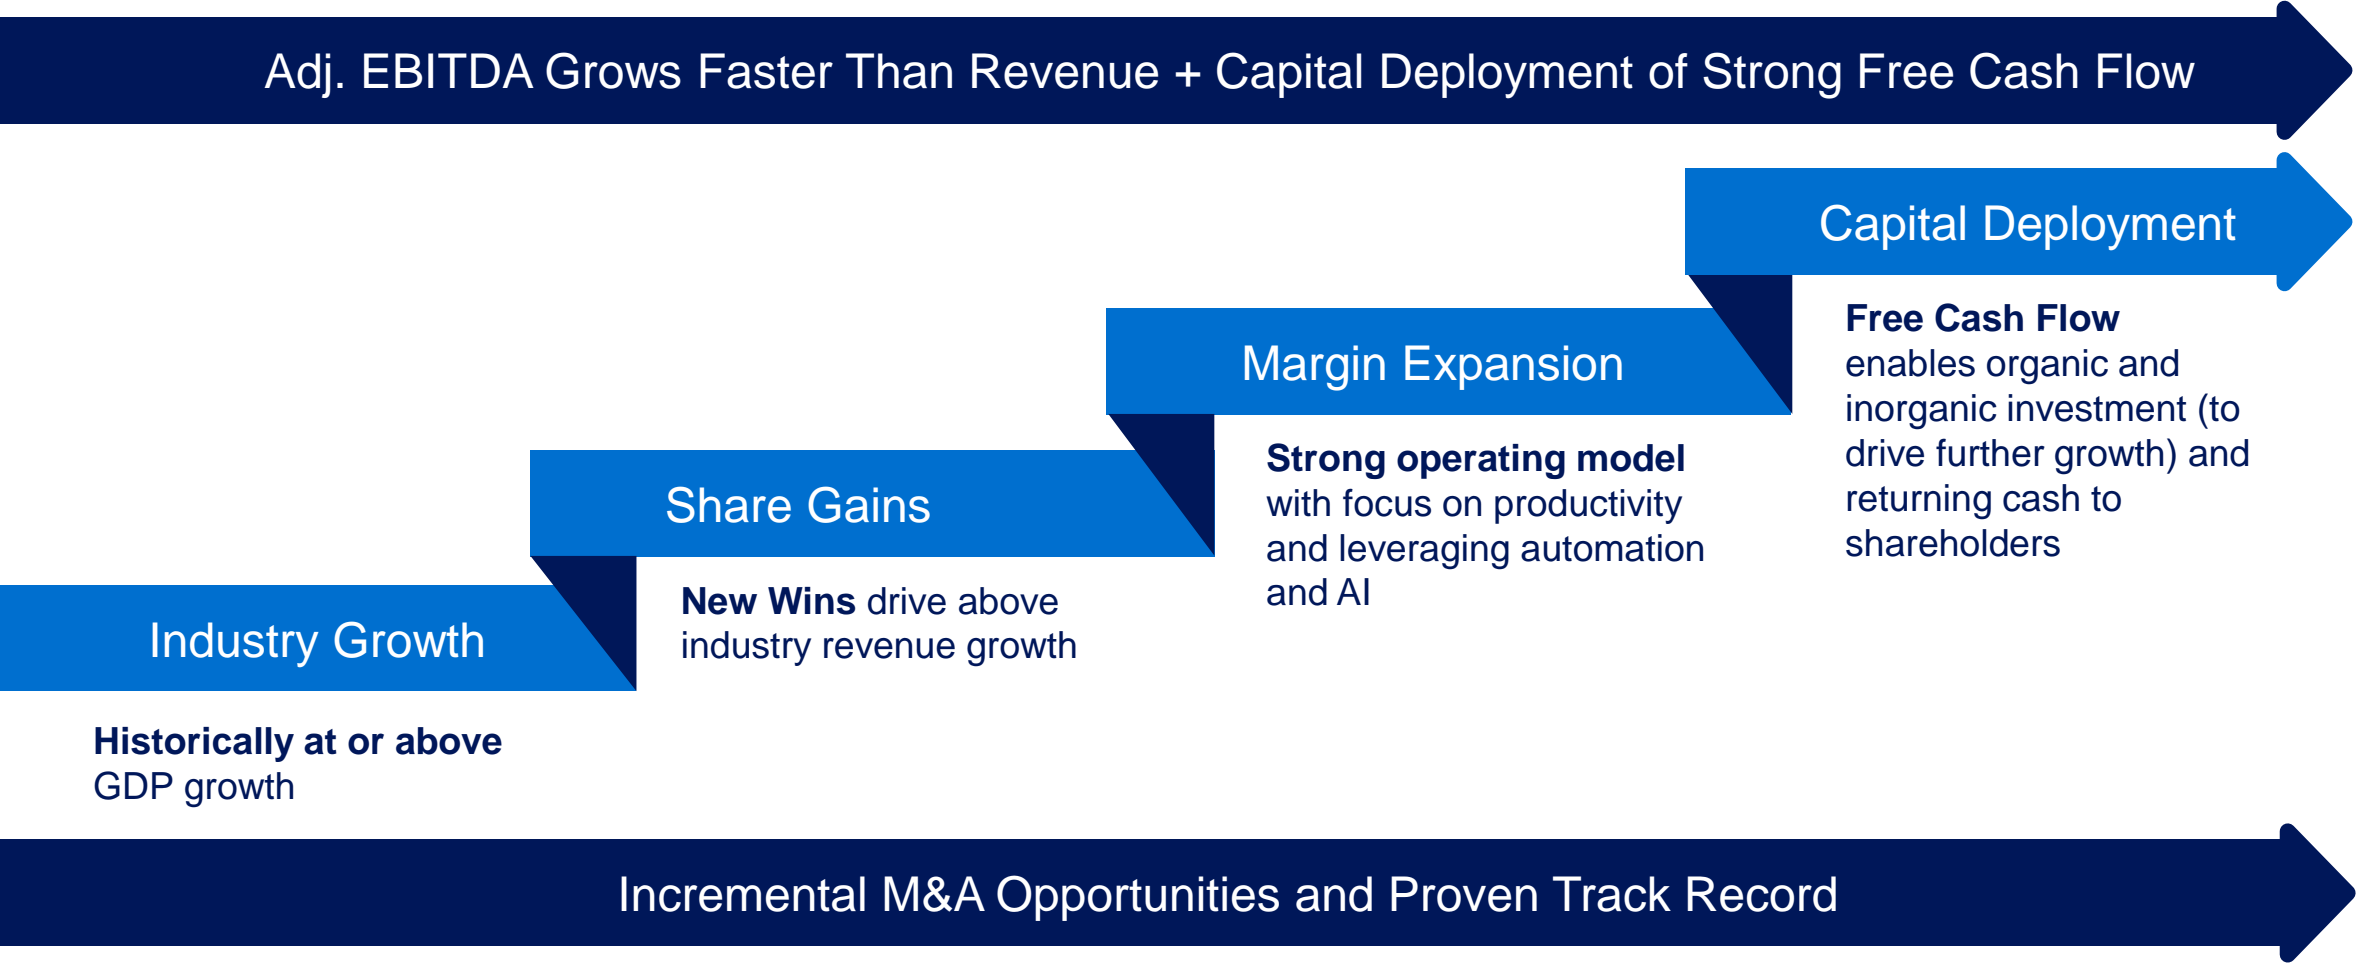 Adj. EBITDA Grows Faster Than Revenue + Capital Deployment of Strong Free Cash Flow
Capital Deployment
Free Cash Flow
enables organic and
inorganic investment (to
drive further growth) and
returning cash to
shareholders
Margin Expansion
Strong operating model
with focus on productivity
and leveraging automation
and AI
Share Gains
New Wins drive above
industry revenue growth
Industry Growth
Historically at or above
GDP growth
Incremental M&A Opportunities and Proven Track Record